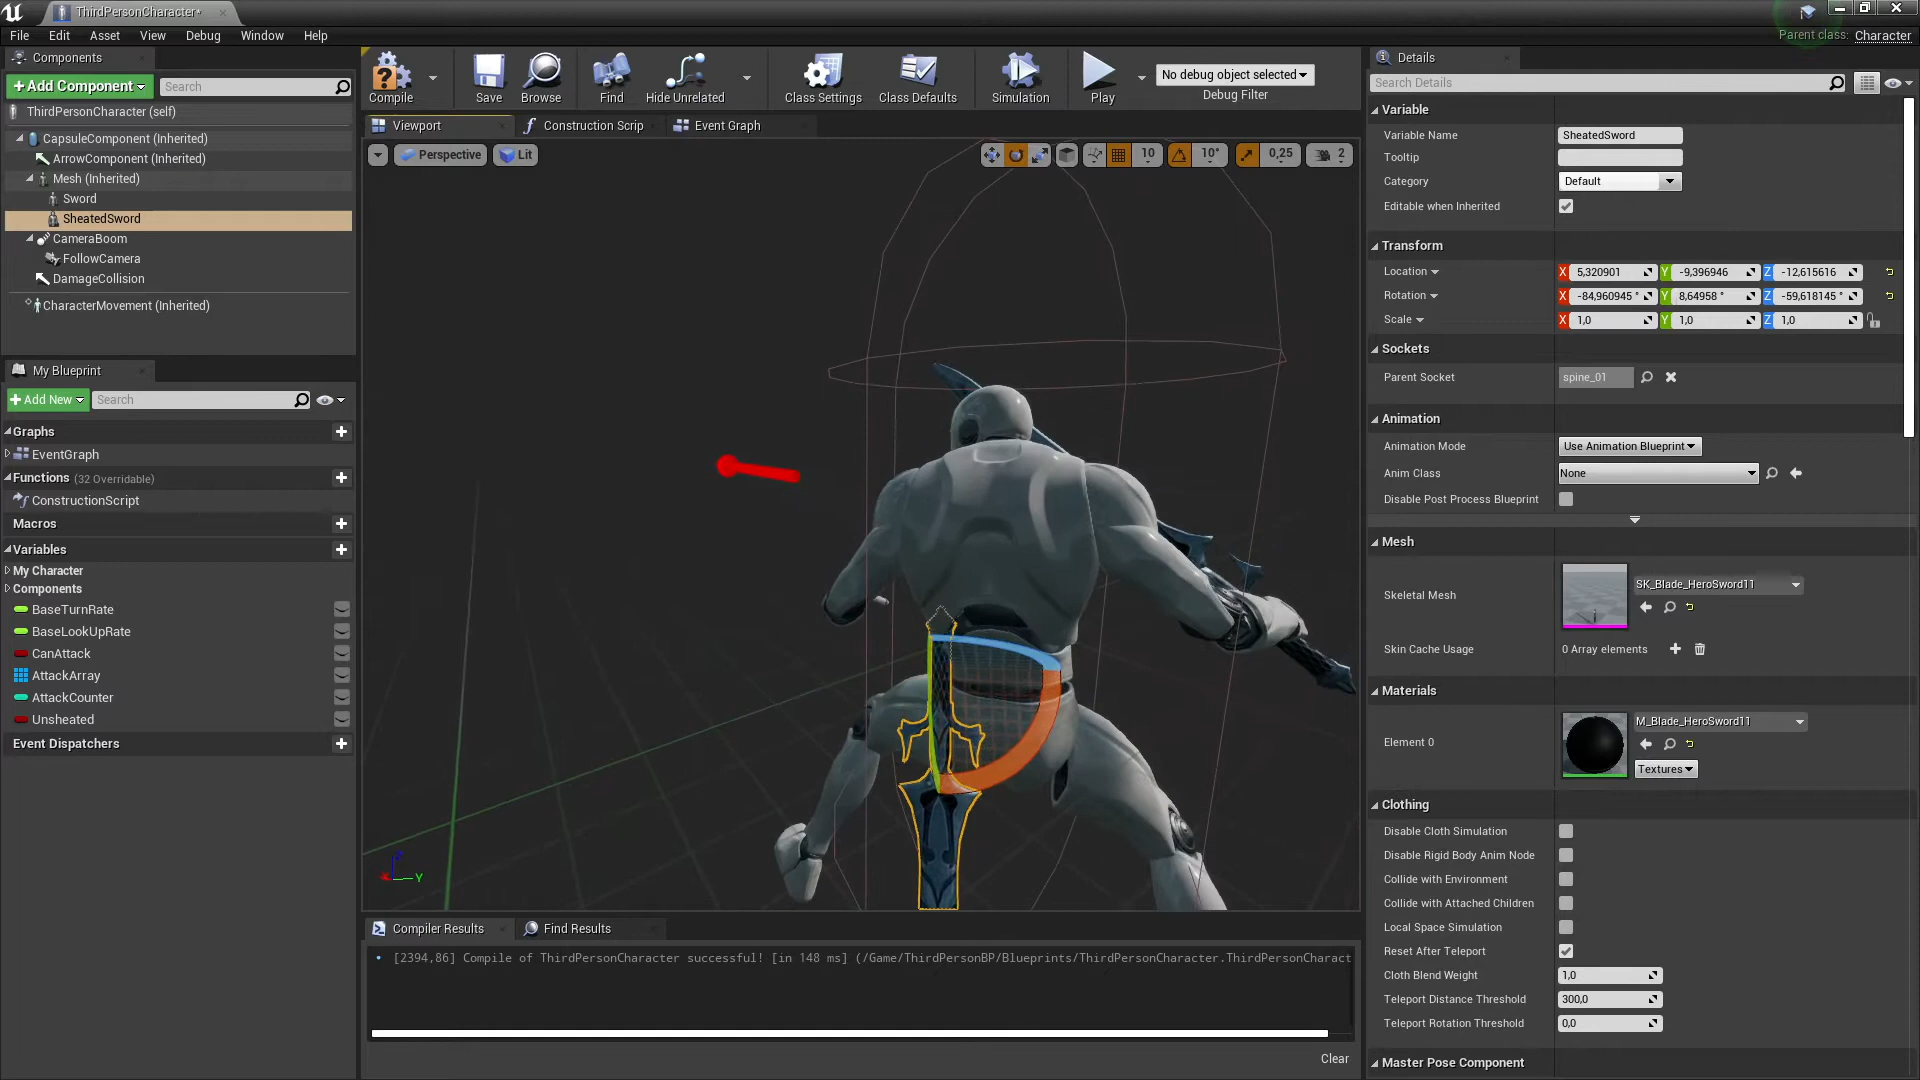 ThirdPersonCharacter*
File Edit Asset View Debug Window Help
Parent class: Character
Components
Add Component
Search
ThirdPersonCharacter (self)
CapsuleComponent (Inherited)
ArrowComponent (Inherited)
Mesh (Inherited)
Sword
SheatedSword
CameraBoom
FollowCamera
DamageCollision
CharacterMovement (Inherited)
My Blueprint
Add New
Search
Graphs
EventGraph
Functions (32 Overridable)
ConstructionScript
Macros
Variables
My Character
Components
BaseTurnRate
BaseLookUpRate
CanAttack
AttackArray
AttackCounter
Unsheated
Event Dispatchers
Compile
Save
Browse
Find
Hide Unrelated
Class Settings
Class Defaults
Simulation
Play
No debug object selected
Debug Filter
Viewport
Construction Scrip
Event Graph
Perspective
Lit
10
10°
0,25
2
Z
X
Y
Compiler Results
Find Results
[2394,86] Compile of ThirdPersonCharacter successful! [in 148 ms] (/Game/ThirdPersonBP/Blueprints/ThirdPersonCharacter.ThirdPersonCharact
Clear
Details
Search Details
Variable
Variable Name SheatedSword
Tooltip
Category Default
Editable when Inherited
Transform
Location X 5,320901 Y -9,396946 Z -12,615616
Rotation X -84,960945 ° Y 8,64958 ° Z -59,618145 °
Scale X 1,0 Y 1,0 Z 1,0
Sockets
Parent Socket spine_01
Animation
Animation Mode Use Animation Blueprint
Anim Class None
Disable Post Process Blueprint
Mesh
Skeletal Mesh SK_Blade_HeroSword11
Skin Cache Usage 0 Array elements
Materials
Element 0 M_Blade_HeroSword11
Textures
Clothing
Disable Cloth Simulation
Disable Rigid Body Anim Node
Collide with Environment
Collide with Attached Children
Local Space Simulation
Reset After Teleport
Cloth Blend Weight 1,0
Teleport Distance Threshold 300,0
Teleport Rotation Threshold 0,0
Master Pose Component